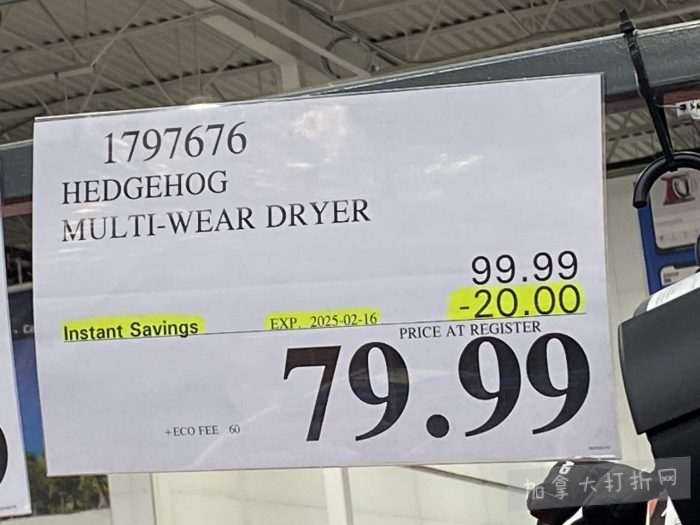 1797676
HEDGEHOG
MULTI-WEAR DRYER
99.99
-20.00
Instant Savings EXP. 2025-02-16
PRICE AT REGISTER
79.99
+ECO FEE 60
加拿大打折网